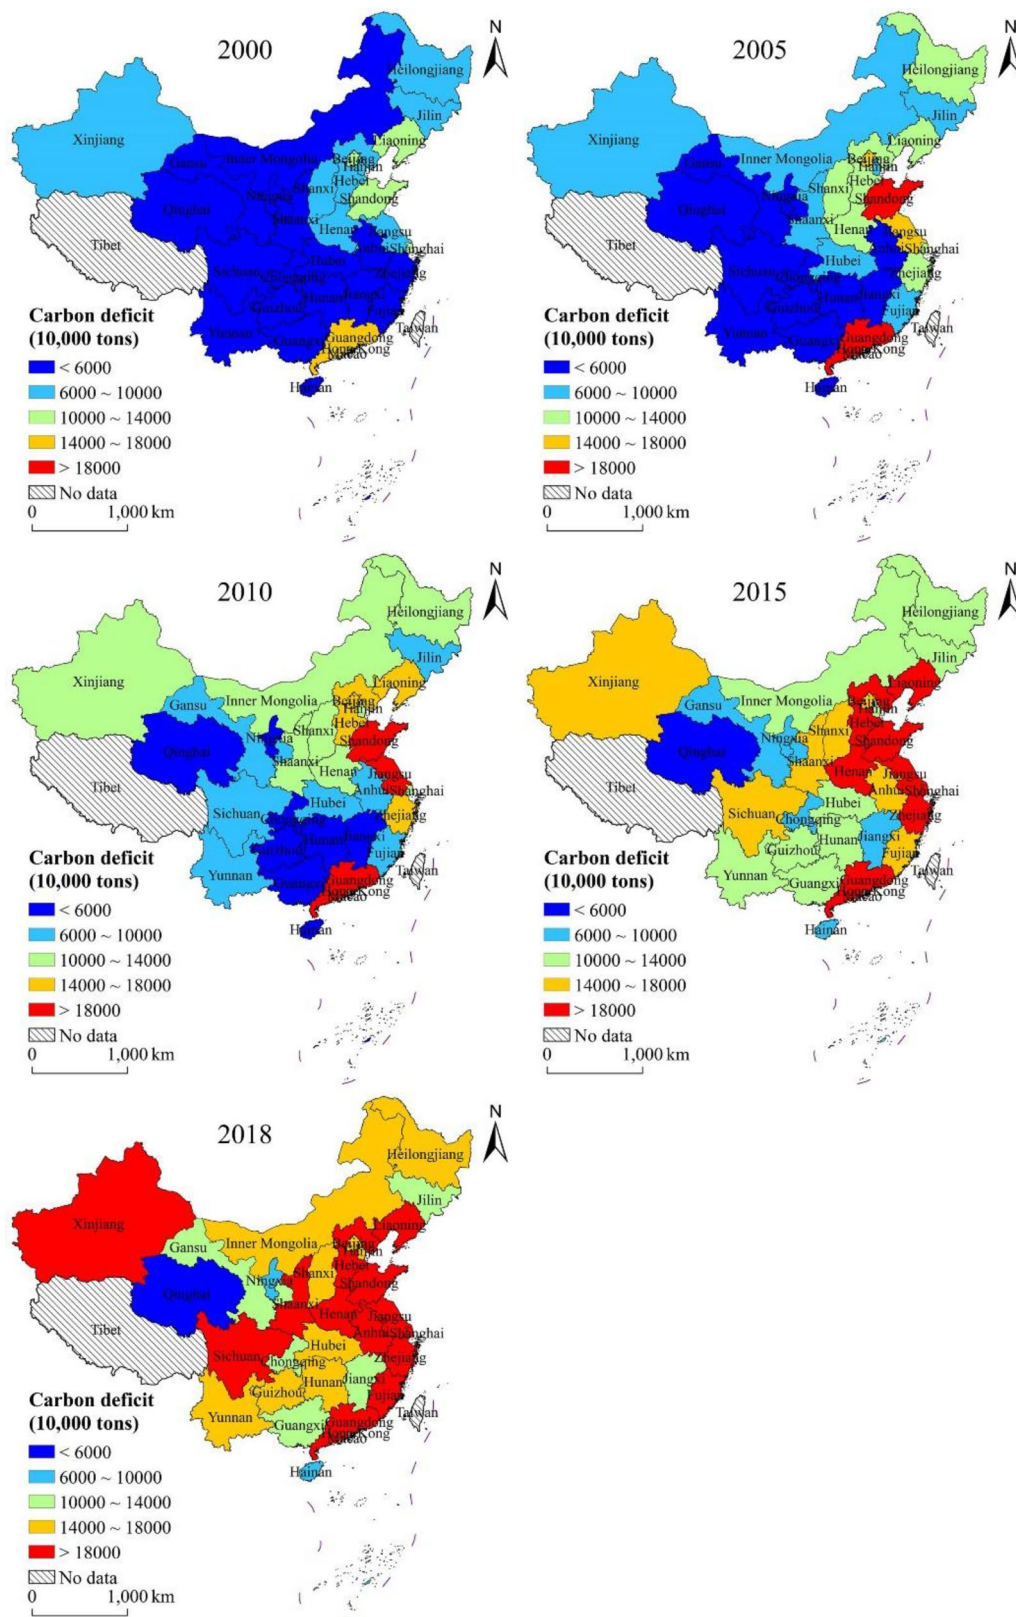 2000
N
Heilongjiang
Jilin
Xinjiang
Liaoning
Gansu
Inner Mongolia
Beijing
Tianjin
Hebei
Shanxi
Ningxia
Shandong
Qinghai
Shaanxi
Henan
Jiangsu
Tibet
Anhui
Shanghai
Hubei
Sichuan
Chongqing
Zhejiang
Hunan
Jiangxi
Guizhou
Fujian
Yunnan
Taiwan
Guangxi
Guangdong
Hong Kong
Macao
Hainan
Carbon deficit
(10,000 tons)
< 6000
6000 ~ 10000
10000 ~ 14000
14000 ~ 18000
> 18000
No data
0 1,000 km
2005
N
Heilongjiang
Jilin
Xinjiang
Liaoning
Gansu
Inner Mongolia
Beijing
Tianjin
Hebei
Shanxi
Ningxia
Shandong
Qinghai
Shaanxi
Henan
Jiangsu
Tibet
Anhui
Shanghai
Hubei
Sichuan
Chongqing
Zhejiang
Hunan
Jiangxi
Guizhou
Fujian
Yunnan
Taiwan
Guangxi
Guangdong
Hong Kong
Macao
Hainan
Carbon deficit
(10,000 tons)
< 6000
6000 ~ 10000
10000 ~ 14000
14000 ~ 18000
> 18000
No data
0 1,000 km
2010
N
Heilongjiang
Jilin
Xinjiang
Liaoning
Gansu
Inner Mongolia
Beijing
Tianjin
Hebei
Shanxi
Ningxia
Shandong
Qinghai
Shaanxi
Henan
Jiangsu
Tibet
Anhui
Shanghai
Hubei
Sichuan
Chongqing
Zhejiang
Hunan
Jiangxi
Guizhou
Fujian
Yunnan
Taiwan
Guangxi
Guangdong
Hong Kong
Macao
Hainan
Carbon deficit
(10,000 tons)
< 6000
6000 ~ 10000
10000 ~ 14000
14000 ~ 18000
> 18000
No data
0 1,000 km
2015
N
Heilongjiang
Jilin
Xinjiang
Liaoning
Gansu
Inner Mongolia
Beijing
Tianjin
Hebei
Shanxi
Ningxia
Shandong
Qinghai
Shaanxi
Henan
Jiangsu
Tibet
Anhui
Shanghai
Hubei
Sichuan
Chongqing
Zhejiang
Hunan
Jiangxi
Guizhou
Fujian
Yunnan
Taiwan
Guangxi
Guangdong
Hong Kong
Macao
Hainan
Carbon deficit
(10,000 tons)
< 6000
6000 ~ 10000
10000 ~ 14000
14000 ~ 18000
> 18000
No data
0 1,000 km
2018
N
Heilongjiang
Jilin
Xinjiang
Liaoning
Gansu
Inner Mongolia
Beijing
Tianjin
Hebei
Shanxi
Ningxia
Shandong
Qinghai
Shaanxi
Henan
Jiangsu
Tibet
Anhui
Shanghai
Hubei
Sichuan
Chongqing
Zhejiang
Hunan
Jiangxi
Guizhou
Fujian
Yunnan
Taiwan
Guangxi
Guangdong
Hong Kong
Macao
Hainan
Carbon deficit
(10,000 tons)
< 6000
6000 ~ 10000
10000 ~ 14000
14000 ~ 18000
> 18000
No data
0 1,000 km